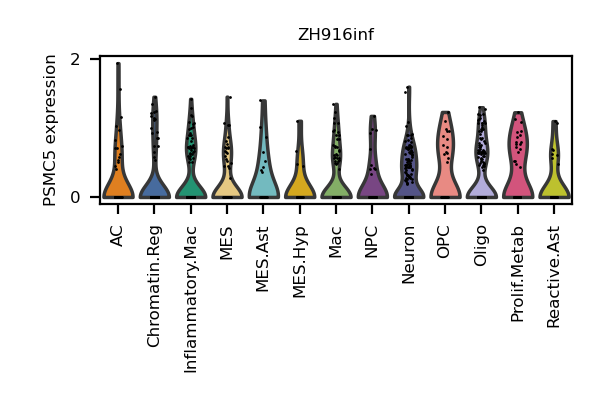 ZH916inf
PSMC5 expression
2
0
AC
Chromatin.Reg
Inflammatory.Mac
MES
MES.Ast
MES.Hyp
Mac
NPC
Neuron
OPC
Oligo
Prolif.Metab
Reactive.Ast